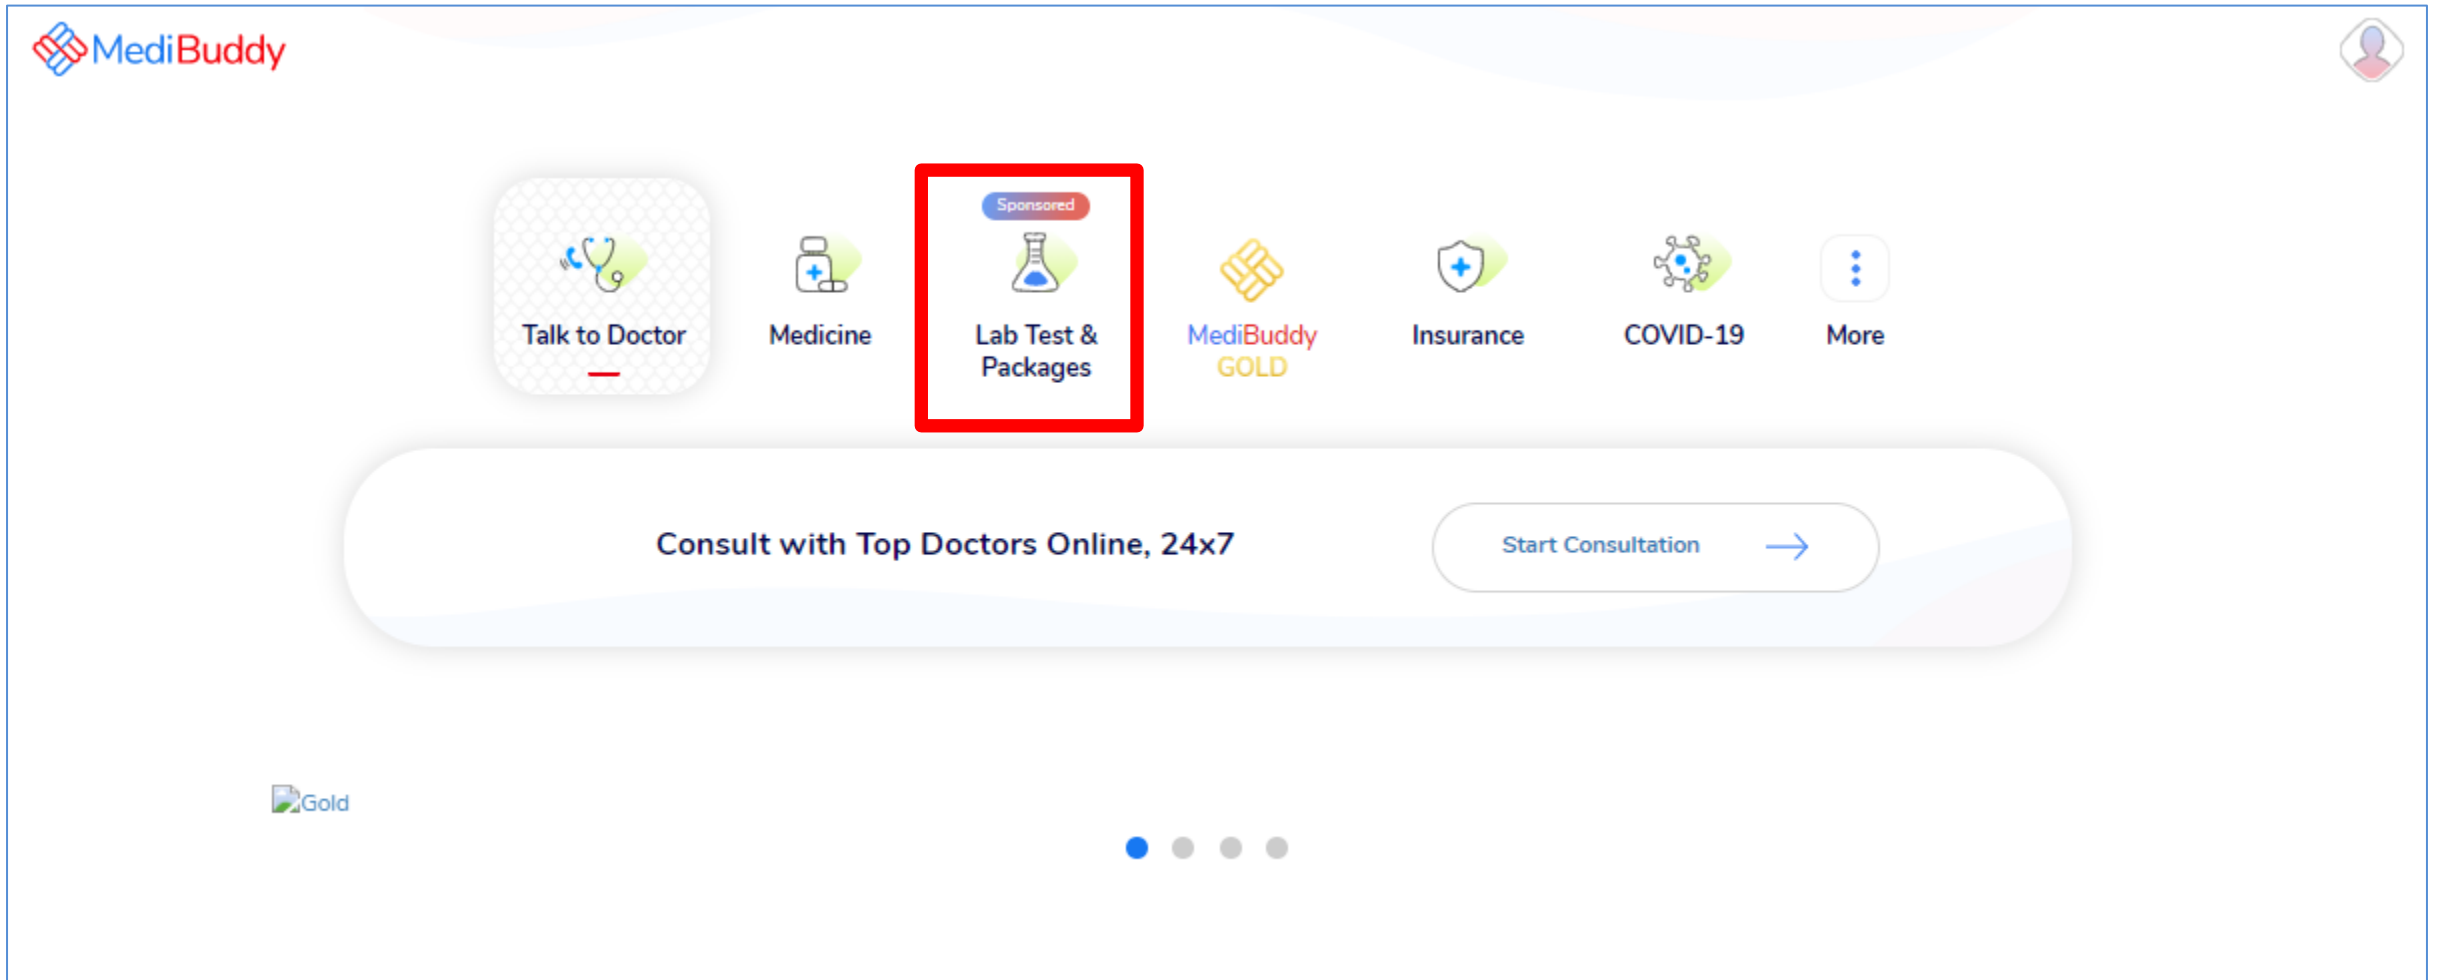 MediBuddy
Sponsored
Talk to Doctor
Medicine
Lab Test &
Packages
MediBuddy
GOLD
Insurance
COVID-19
More
Consult with Top Doctors Online, 24x7
Start Consultation
Gold